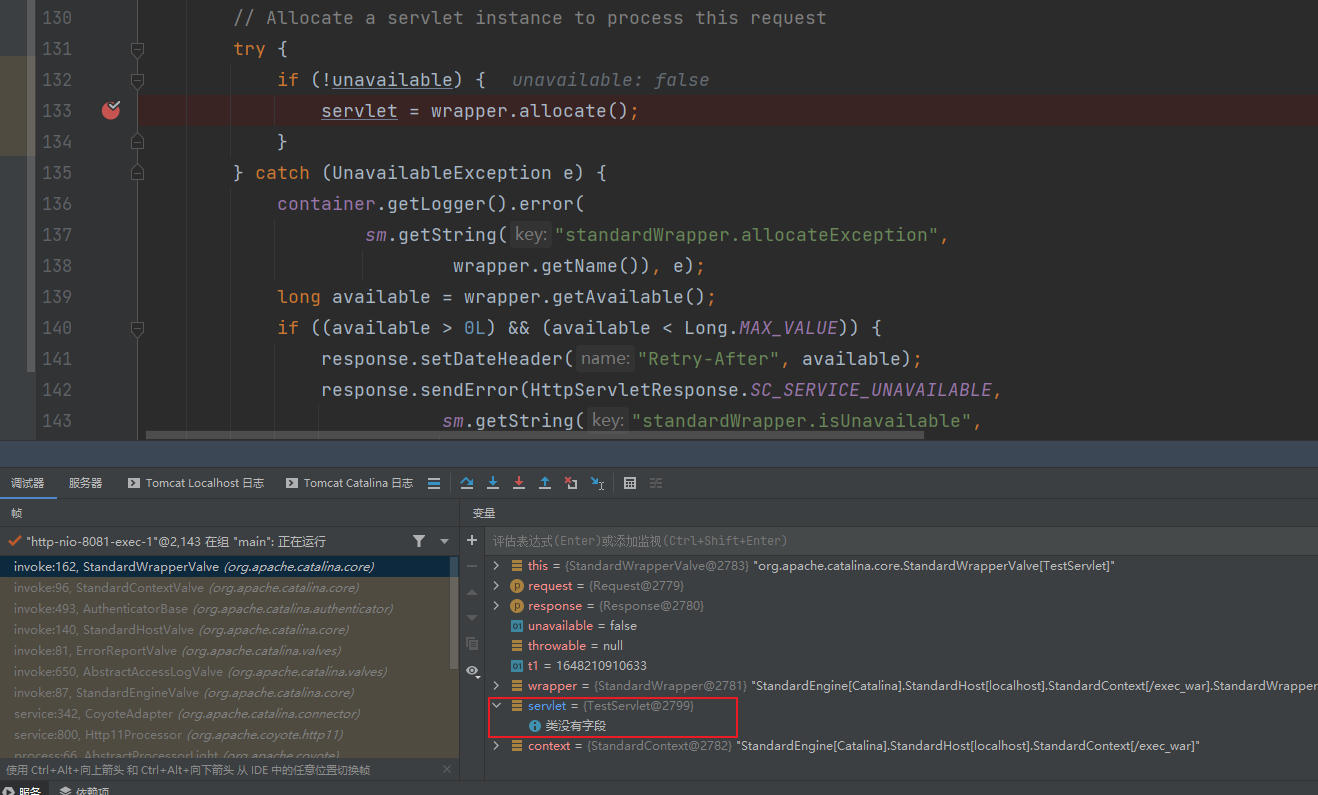 130 // Allocate a servlet instance to process this request
131 try {
132 if (!unavailable) { unavailable: false
133 servlet = wrapper.allocate();
134 }
135 } catch (UnavailableException e) {
136 container.getLogger().error(
137 sm.getString( key: "standardWrapper.allocateException",
138 wrapper.getName()), e);
139 long available = wrapper.getAvailable();
140 if ((available > 0L) && (available < Long.MAX_VALUE)) {
141 response.setDateHeader( name: "Retry-After", available);
142 response.sendError(HttpServletResponse.SC_SERVICE_UNAVAILABLE,
143 sm.getString( key: "standardWrapper.isUnavailable",
调试器 服务器 Tomcat Localhost 日志 Tomcat Catalina 日志
帧
"http-nio-8081-exec-1"@2,143 在组 "main": 正在运行
invoke:162, StandardWrapperValve (org.apache.catalina.core)
invoke:96, StandardContextValve (org.apache.catalina.core)
invoke:493, AuthenticatorBase (org.apache.catalina.authenticator)
invoke:140, StandardHostValve (org.apache.catalina.core)
invoke:81, ErrorReportValve (org.apache.catalina.valves)
invoke:650, AbstractAccessLogValve (org.apache.catalina.valves)
invoke:87, StandardEngineValve (org.apache.catalina.core)
service:342, CoyoteAdapter (org.apache.catalina.connector)
service:800, Http11Processor (org.apache.coyote.http11)
process:66, AbstractProcessorLight (org.apache.coyote)
使用 Ctrl+Alt+向上箭头 和 Ctrl+Alt+向下箭头 从 IDE 中的任意位置切换帧
变量
评估表达式(Enter)或添加监视(Ctrl+Shift+Enter)
this = {StandardWrapperValve@2783} "org.apache.catalina.core.StandardWrapperValve[TestServlet]"
request = {Request@2779}
response = {Response@2780}
unavailable = false
throwable = null
t1 = 1648210910633
wrapper = {StandardWrapper@2781} "StandardEngine[Catalina].StandardHost[localhost].StandardContext[/exec_war].StandardWrapper
servlet = {TestServlet@2799}
类没有字段
context = {StandardContext@2782} "StandardEngine[Catalina].StandardHost[localhost].StandardContext[/exec_war]"
服务 依赖项